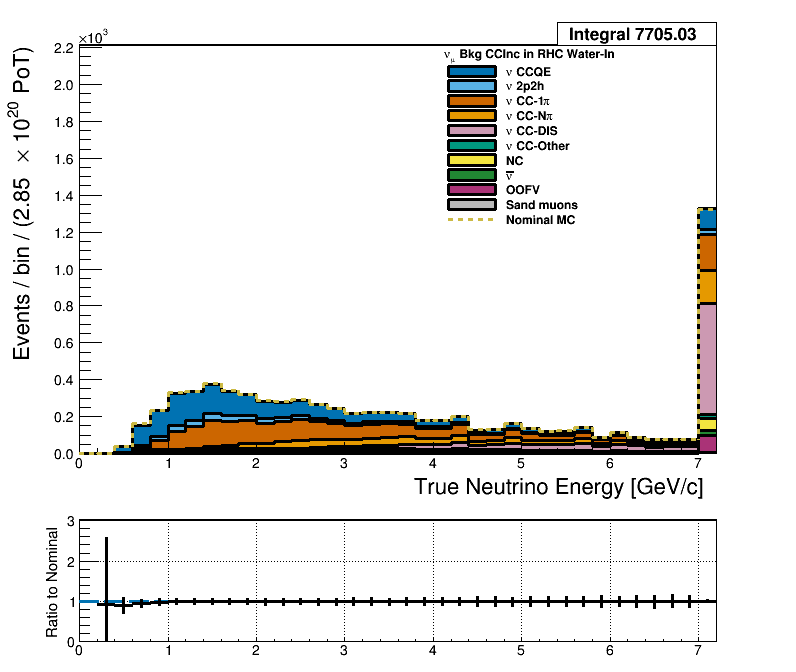 Integral 7705.03
×10³
ν_μ Bkg CCInc in RHC Water-In
ν CCQE
ν 2p2h
ν CC-1π
ν CC-Nπ
ν CC-DIS
ν CC-Other
NC
ν̅
OOFV
Sand muons
Nominal MC
Events / bin / (2.85 × 10²⁰ PoT)
2.2
2.0
1.8
1.6
1.4
1.2
1.0
0.8
0.6
0.4
0.2
0.0
0 1 2 3 4 5 6 7
True Neutrino Energy [GeV/c]
Ratio to Nominal
3
2
1
0
0 1 2 3 4 5 6 7